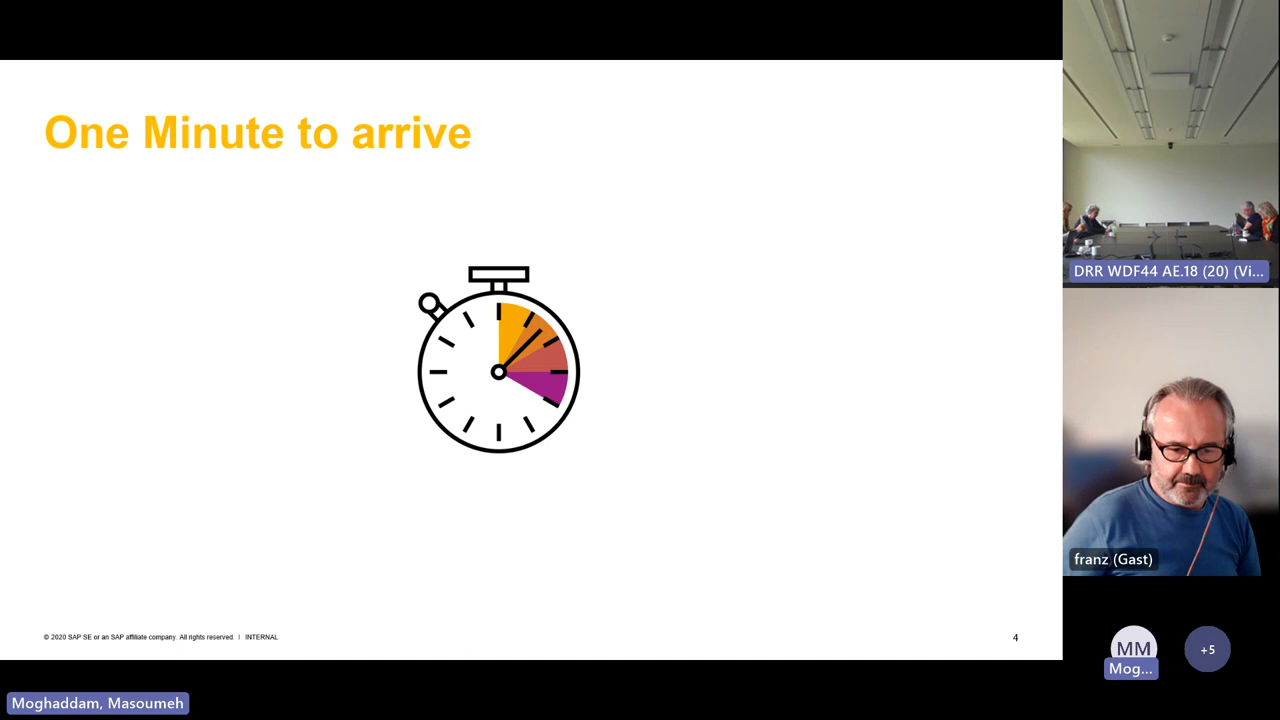 One Minute to arrive
© 2020 SAP SE or an SAP affiliate company. All rights reserved. | INTERNAL
4
DRR WDF44 AE.18 (20) (Vi...
franz (Gast)
MM
Mog...
+5
Moghaddam, Masoumeh